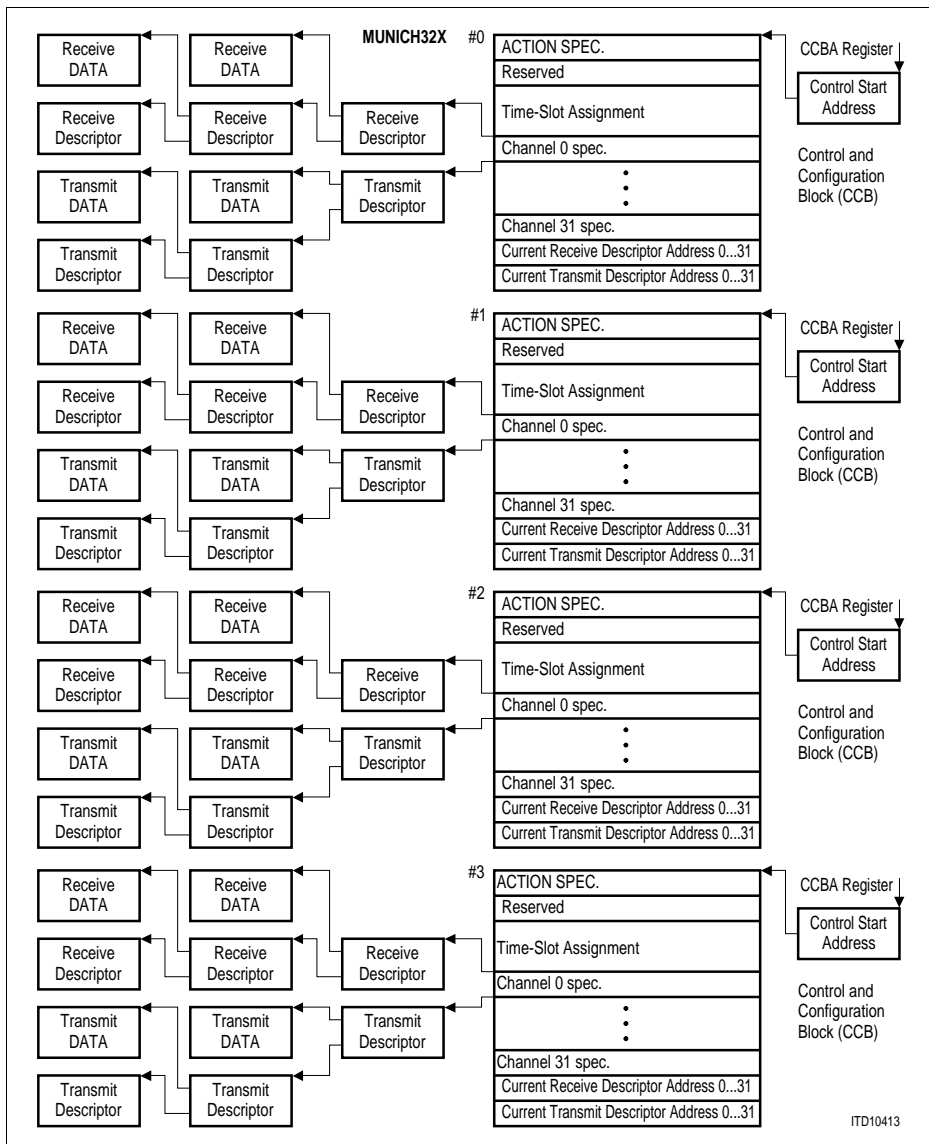 MUNICH32X
#0
Receive
DATA
Receive
DATA
Receive
Descriptor
Receive
Descriptor
Receive
Descriptor
Transmit
DATA
Transmit
DATA
Transmit
Descriptor
Transmit
Descriptor
Transmit
Descriptor
ACTION SPEC.
Reserved
Time-Slot Assignment
Channel 0 spec.
Channel 31 spec.
Current Receive Descriptor Address 0...31
Current Transmit Descriptor Address 0...31
CCBA Register
Control Start
Address
Control and
Configuration
Block (CCB)
#1
Receive
DATA
Receive
DATA
Receive
Descriptor
Receive
Descriptor
Receive
Descriptor
Transmit
DATA
Transmit
DATA
Transmit
Descriptor
Transmit
Descriptor
Transmit
Descriptor
ACTION SPEC.
Reserved
Time-Slot Assignment
Channel 0 spec.
Channel 31 spec.
Current Receive Descriptor Address 0...31
Current Transmit Descriptor Address 0...31
CCBA Register
Control Start
Address
Control and
Configuration
Block (CCB)
#2
Receive
DATA
Receive
DATA
Receive
Descriptor
Receive
Descriptor
Receive
Descriptor
Transmit
DATA
Transmit
DATA
Transmit
Descriptor
Transmit
Descriptor
Transmit
Descriptor
ACTION SPEC.
Reserved
Time-Slot Assignment
Channel 0 spec.
Channel 31 spec.
Current Receive Descriptor Address 0...31
Current Transmit Descriptor Address 0...31
CCBA Register
Control Start
Address
Control and
Configuration
Block (CCB)
#3
Receive
DATA
Receive
DATA
Receive
Descriptor
Receive
Descriptor
Receive
Descriptor
Transmit
DATA
Transmit
DATA
Transmit
Descriptor
Transmit
Descriptor
Transmit
Descriptor
ACTION SPEC.
Reserved
Time-Slot Assignment
Channel 0 spec.
Channel 31 spec.
Current Receive Descriptor Address 0...31
Current Transmit Descriptor Address 0...31
CCBA Register
Control Start
Address
Control and
Configuration
Block (CCB)
ITD10413